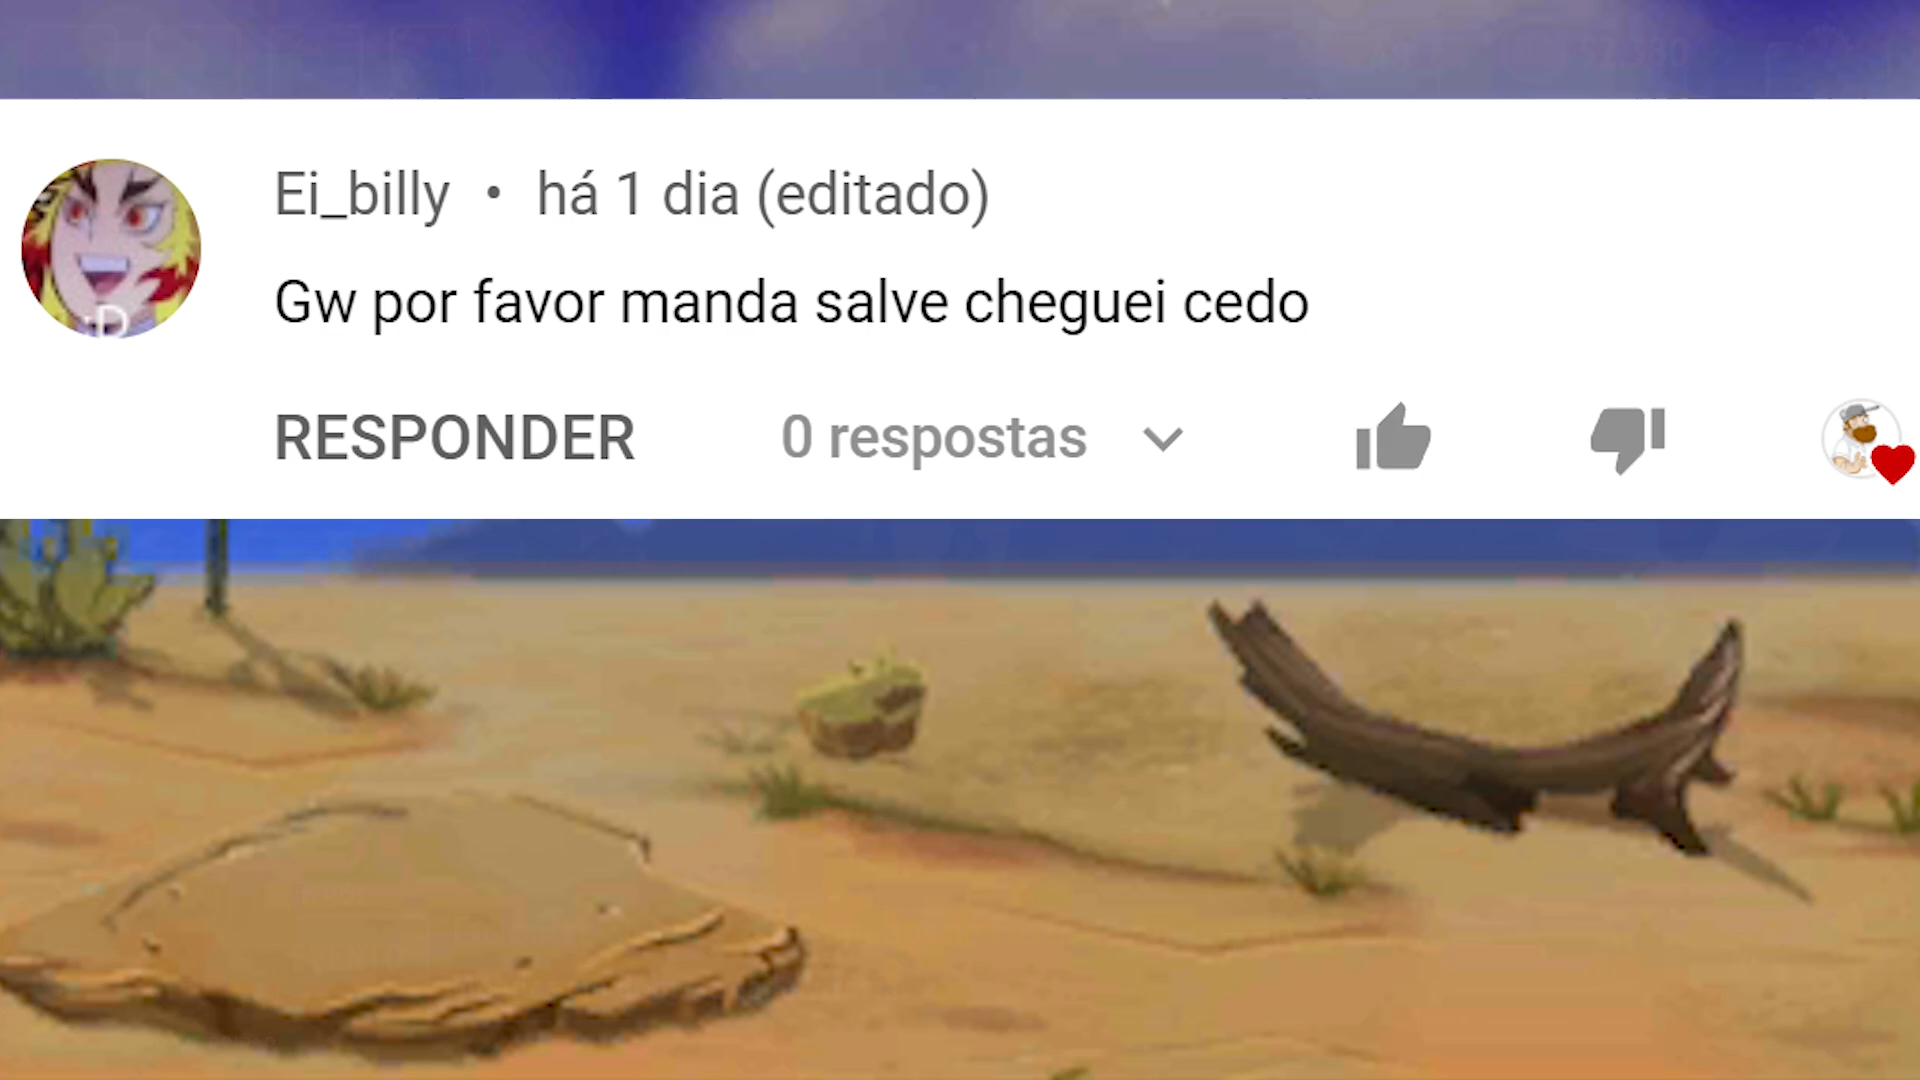 Ei_billy • há 1 dia (editado)
Gw por favor manda salve cheguei cedo
RESPONDER 0 respostas
:D